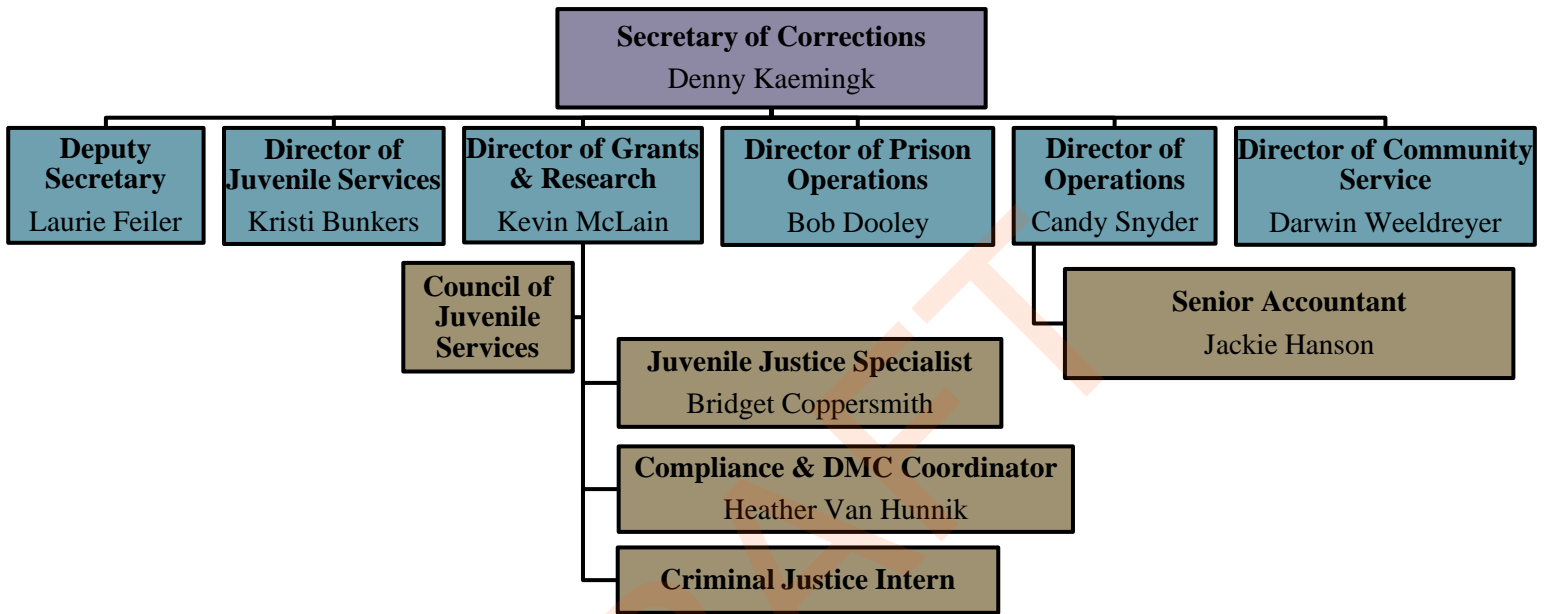 Secretary of Corrections
Denny Kaemingk
Deputy
Secretary
Laurie Feiler
Director of
Juvenile Services
Kristi Bunkers
Director of Grants
& Research
Kevin McLain
Director of Prison
Operations
Bob Dooley
Director of
Operations
Candy Snyder
Director of Community
Service
Darwin Weeldreyer
Council of
Juvenile
Services
Senior Accountant
Jackie Hanson
Juvenile Justice Specialist
Bridget Coppersmith
Compliance & DMC Coordinator
Heather Van Hunnik
Criminal Justice Intern
DRAFT